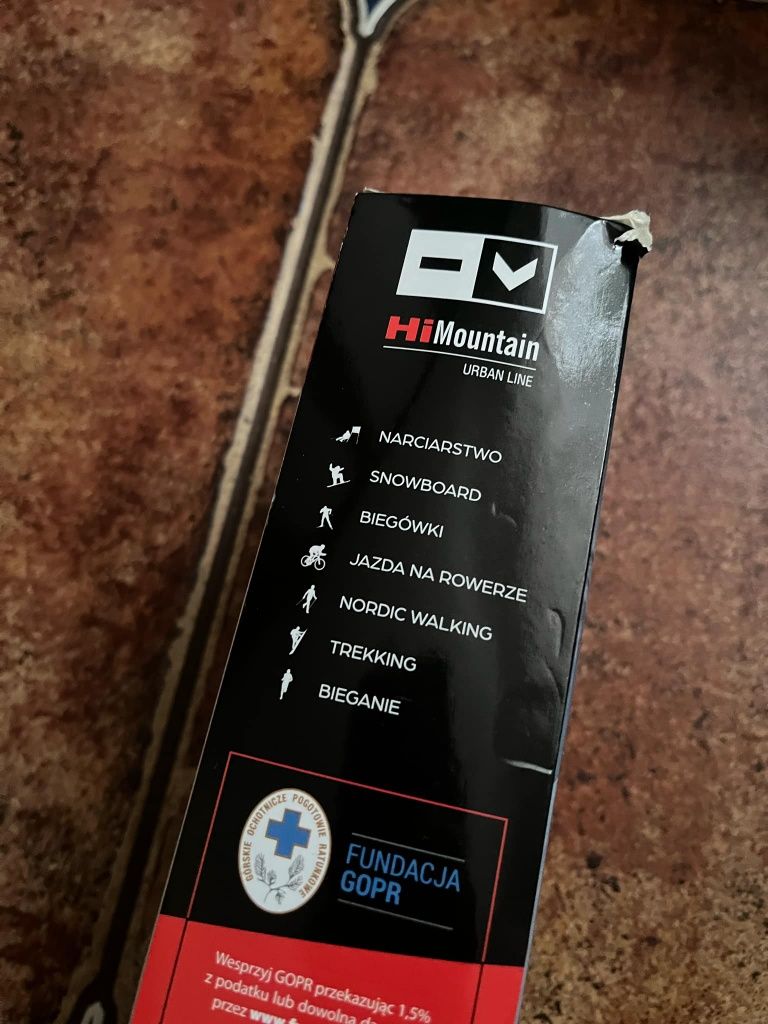 HiMountain
URBAN LINE
NARCIARSTWO
SNOWBOARD
BIEGÓWKI
JAZDA NA ROWERZE
NORDIC WALKING
TREKKING
BIEGANIE
GÓRSKIE OCHOTNICZE POGOTOWIE RATUNKOWE
FUNDACJA
GOPR
Wesprzyj GOPR przekazując 1,5%
z podatku lub dowolną
przez